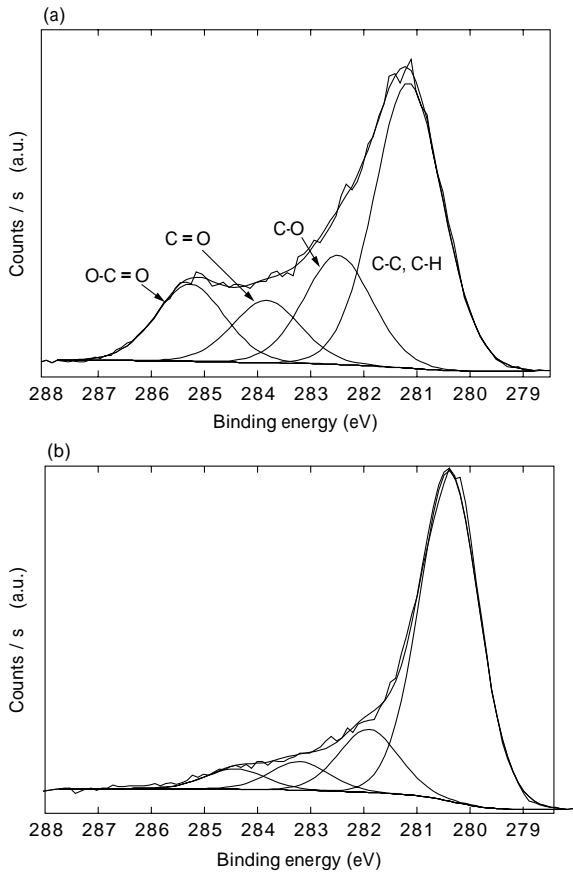 (a)
Counts / s (a.u.)
O-C=O
C=O
C-O
C-C, C-H
288 287 286 285 284 283 282 281 280 279
Binding energy (eV)
(b)
Counts / s (a.u.)
288 287 286 285 284 283 282 281 280 279
Binding energy (eV)